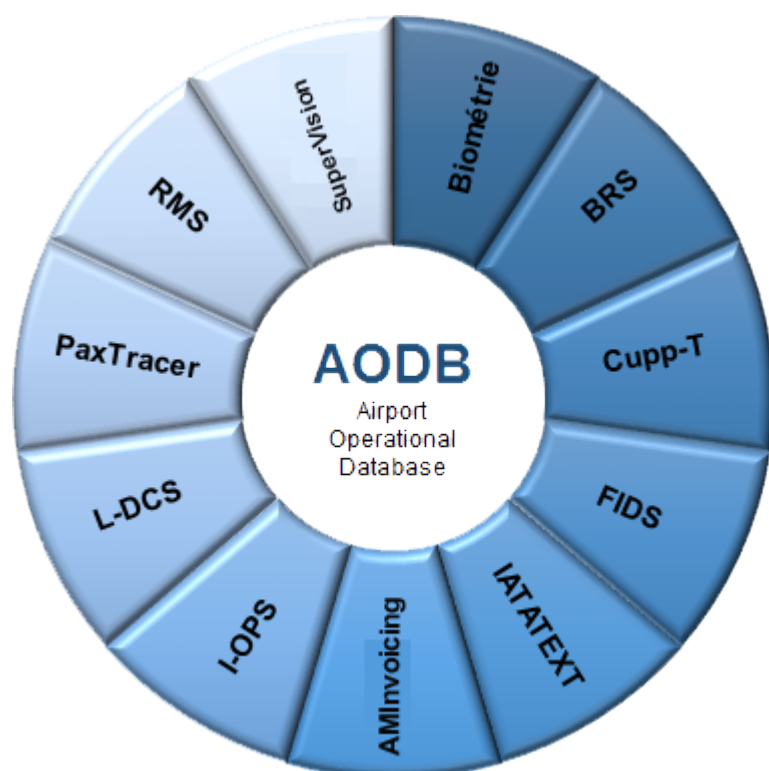 AODB
Airport
Operational
Database
Biométrie
BRS
Cupp-T
FIDS
IATATEXT
AMInvoicing
I-OPS
L-DCS
PaxTracer
RMS
SuperVision